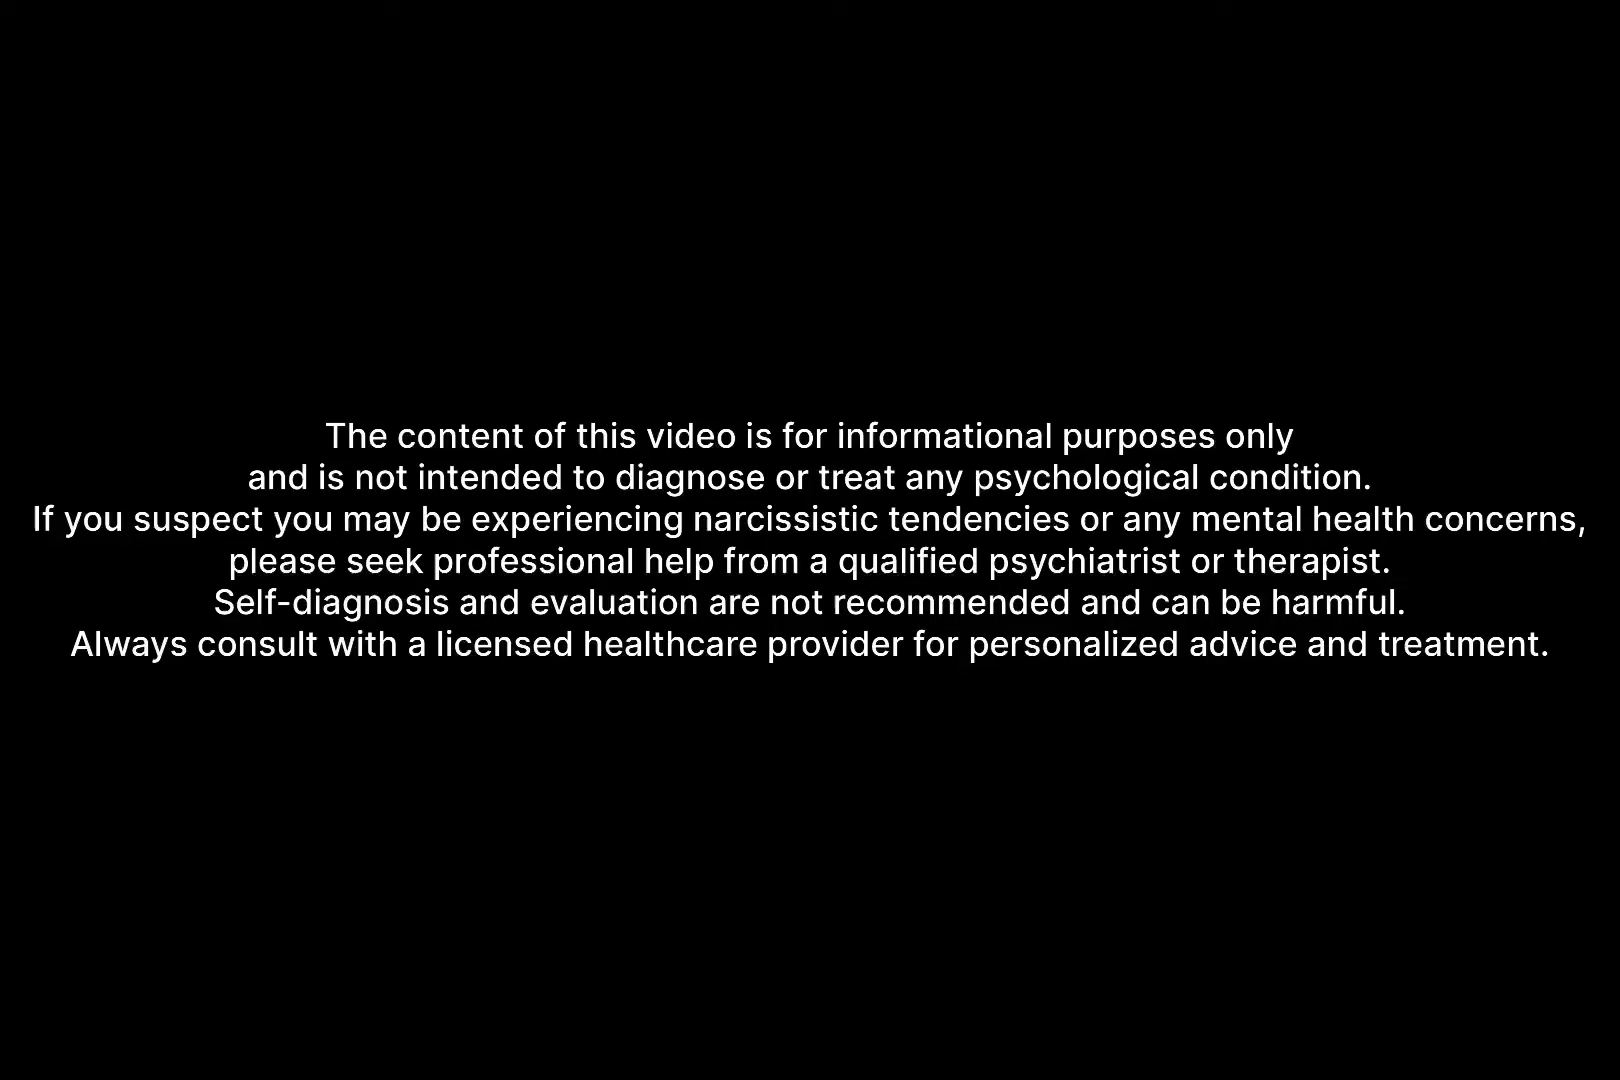 The content of this video is for informational purposes only
and is not intended to diagnose or treat any psychological condition.
If you suspect you may be experiencing narcissistic tendencies or any mental health concerns,
please seek professional help from a qualified psychiatrist or therapist.
Self-diagnosis and evaluation are not recommended and can be harmful.
Always consult with a licensed healthcare provider for personalized advice and treatment.